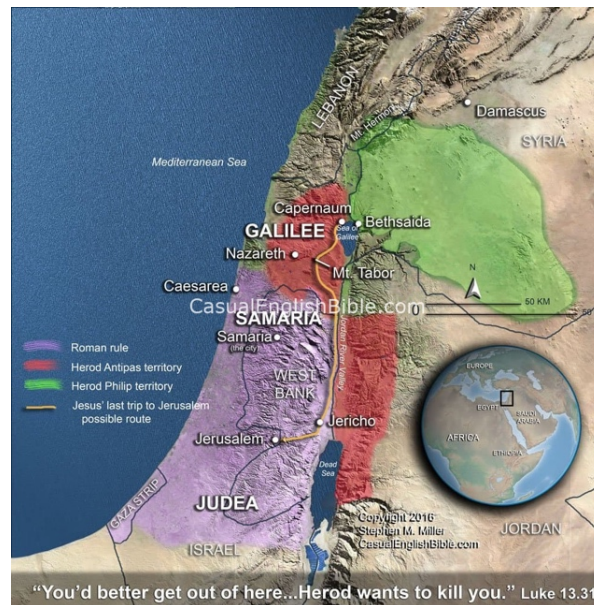 LEBANON
Mt. Hermon
Damascus
SYRIA
Mediterranean Sea
Capernaum
Bethsaida
GALILEE
Sea of
Galilee
Nazareth
Mt. Tabor
N
Caesarea
CasualEnglishBible.com
50 KM
0
50
SAMARIA
Samaria
(the city)
Jordan River Valley
Roman rule
Herod Antipas territory
Herod Philip territory
Jesus' last trip to Jerusalem
possible route
WEST
BANK
EUROPE
EGYPT
SAUDI
ARABIA
AFRICA
ETHIOPIA
Jericho
Jerusalem
Dead
Sea
JUDEA
GAZA STRIP
Copyright 2016
Stephen M. Miller
CasualEnglishBible.com
ISRAEL
JORDAN
“You’d better get out of here...Herod wants to kill you.” Luke 13.31